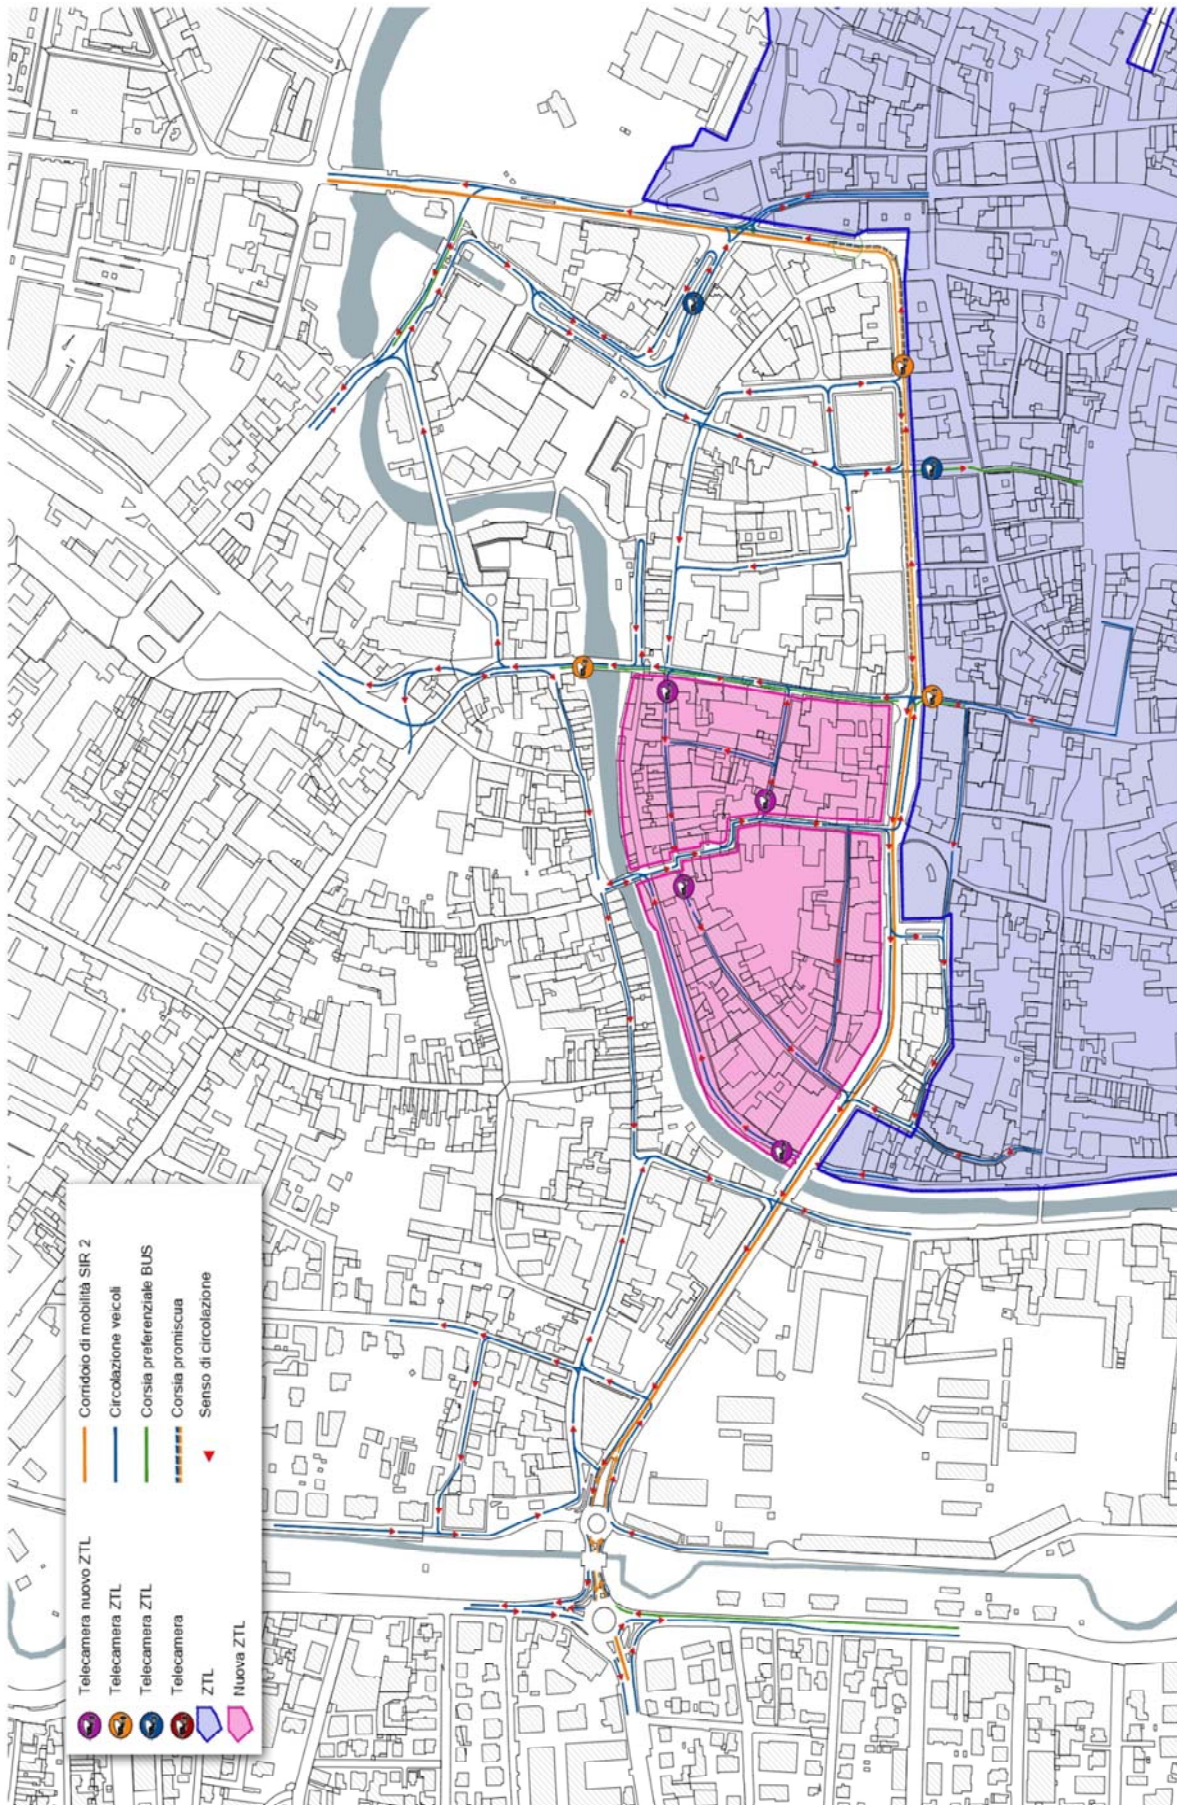 Telecamera nuovo ZTL
Telecamera ZTL
Telecamera ZTL
Telecamera
ZTL
Nuova ZTL
Corridoio di mobilità SIR 2
Circolazione veicoli
Corsia preferenziale BUS
Corsia promiscua
Senso di circolazione